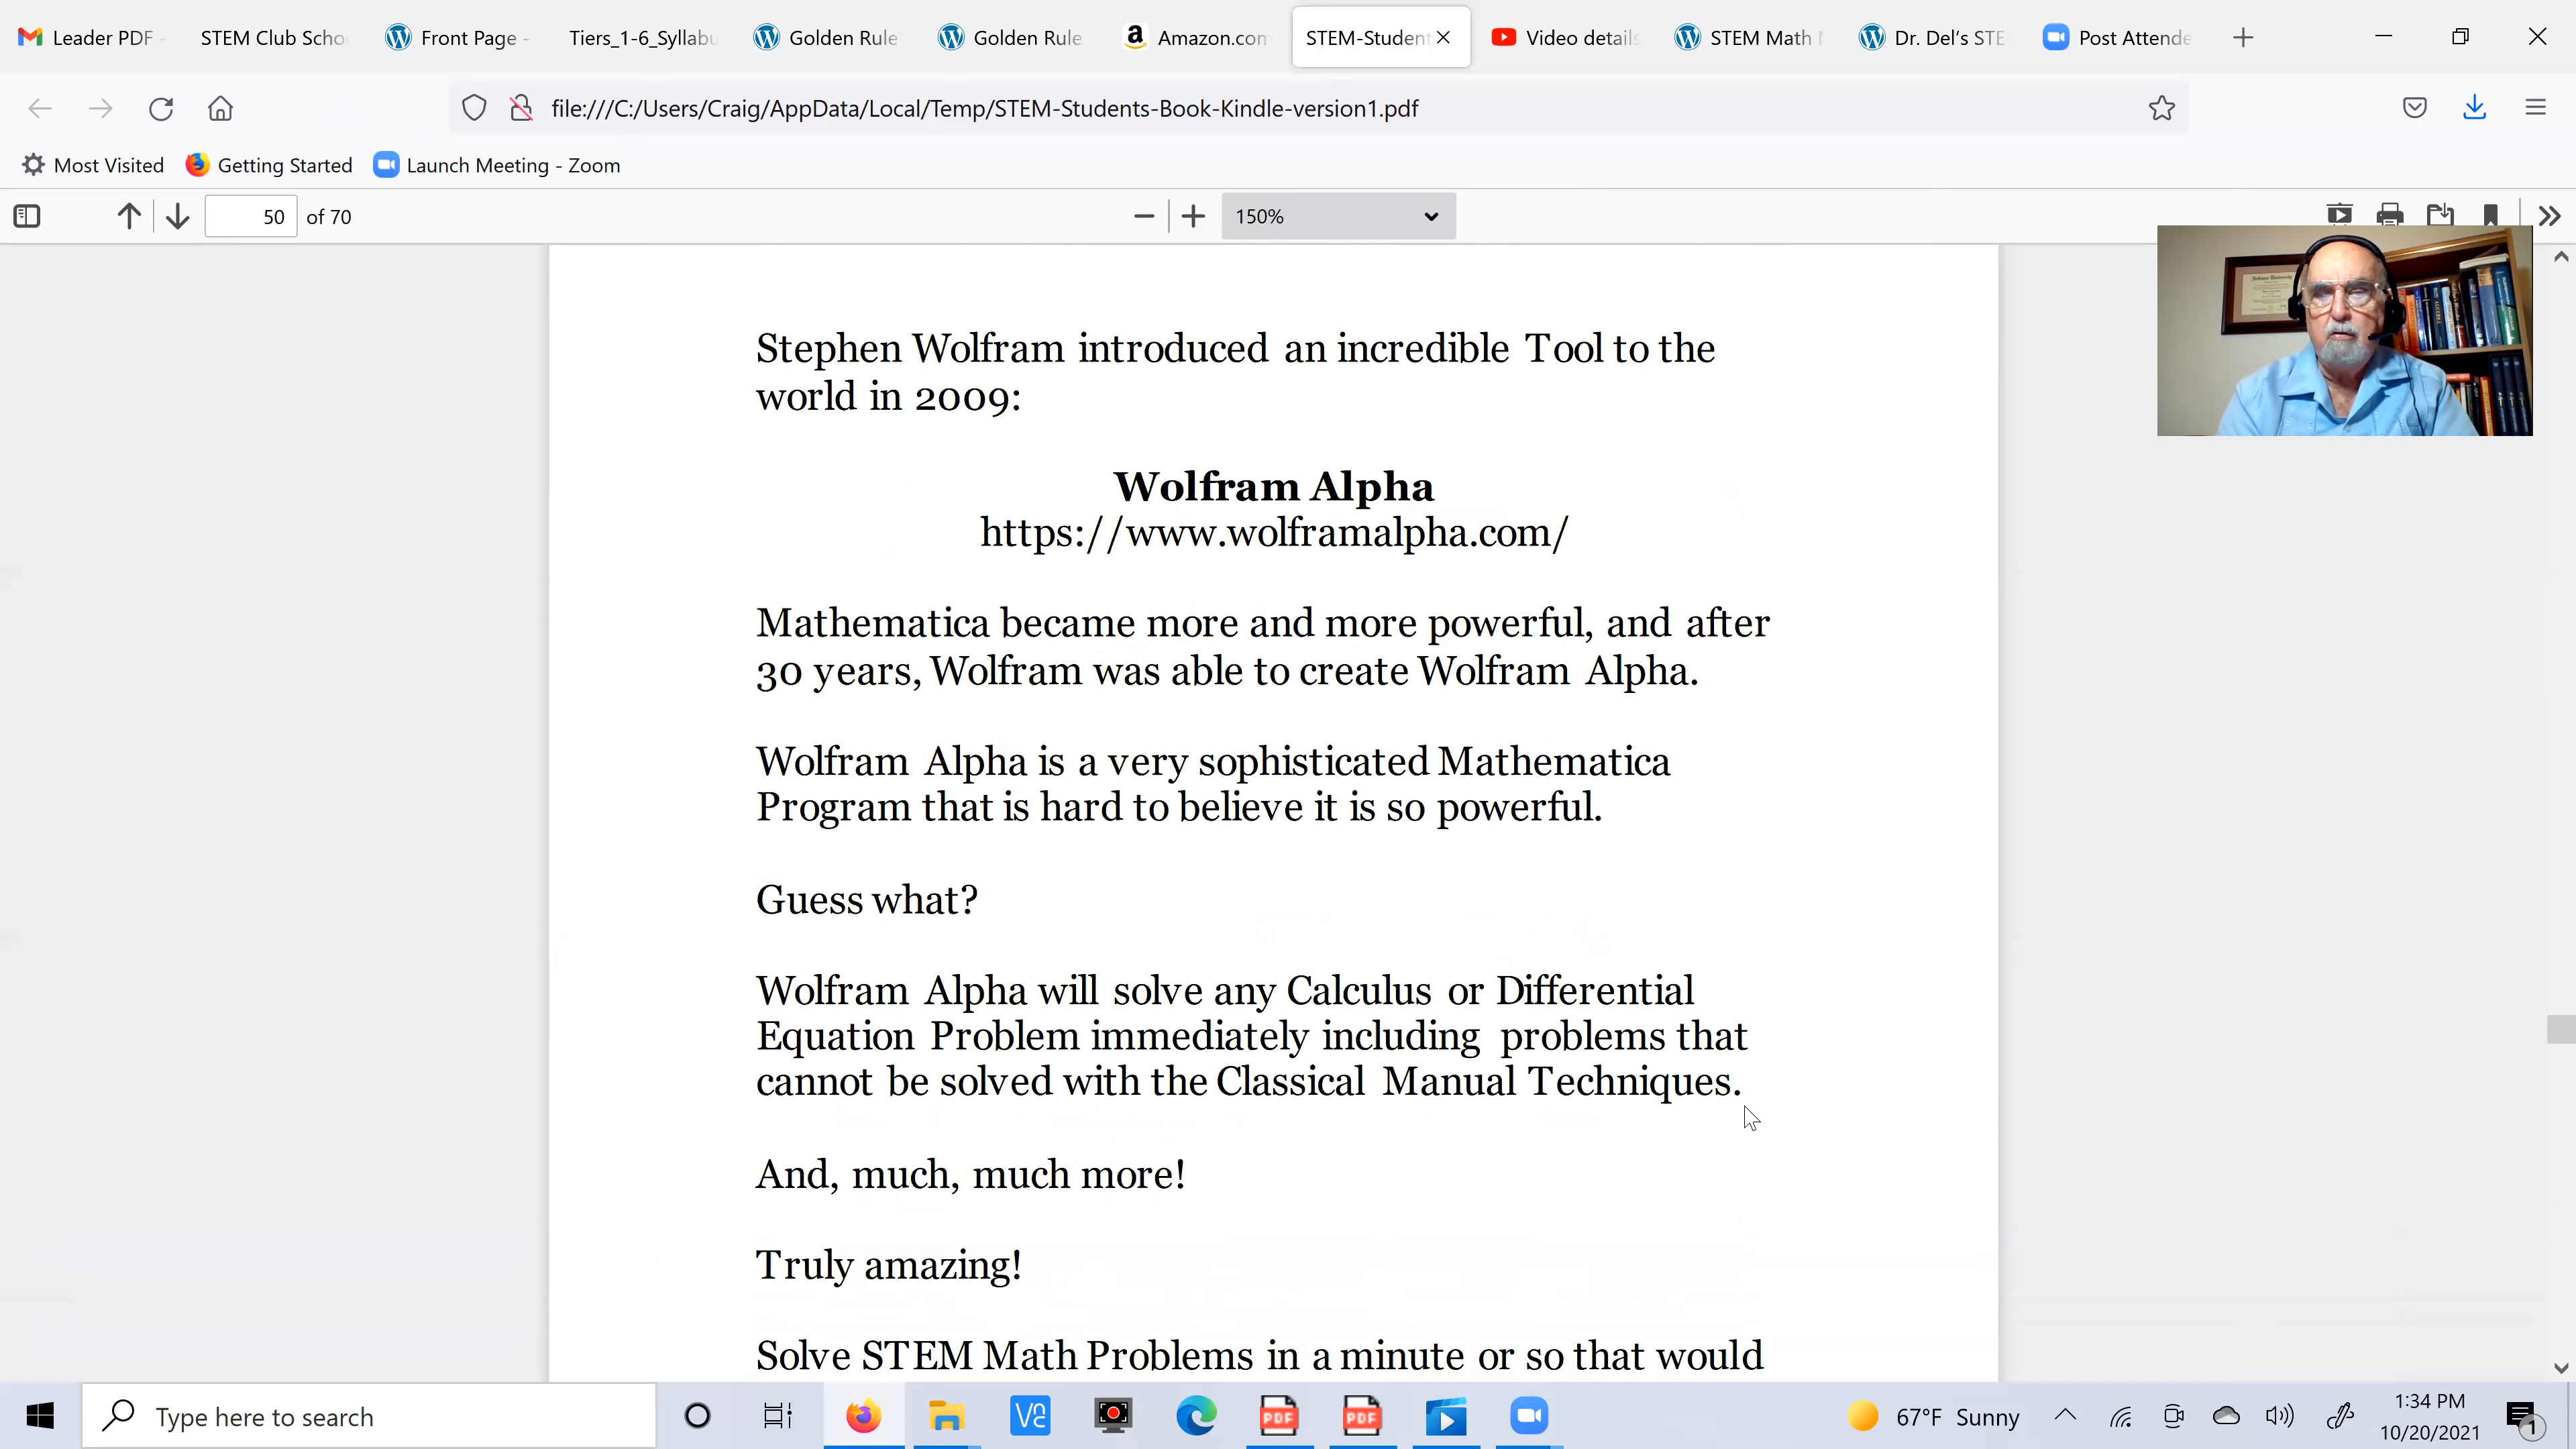 Leader PDF -
STEM Club Scho
Front Page -
Tiers_1-6_Syllabu
Golden Rule
Golden Rule
Amazon.com
STEM-Student
Video details
STEM Math
Dr. Del's STE
Post Attende
file:///C:/Users/Craig/AppData/Local/Temp/STEM-Students-Book-Kindle-version1.pdf
Most Visited
Getting Started
Launch Meeting - Zoom
50 of 70
150%
Stephen Wolfram introduced an incredible Tool to the
world in 2009:
Wolfram Alpha
https://www.wolframalpha.com/
Mathematica became more and more powerful, and after
30 years, Wolfram was able to create Wolfram Alpha.
Wolfram Alpha is a very sophisticated Mathematica
Program that is hard to believe it is so powerful.
Guess what?
Wolfram Alpha will solve any Calculus or Differential
Equation Problem immediately including problems that
cannot be solved with the Classical Manual Techniques.
And, much, much more!
Truly amazing!
Solve STEM Math Problems in a minute or so that would
Type here to search
PDF
PDF
67°F Sunny
1:34 PM
10/20/2021
1